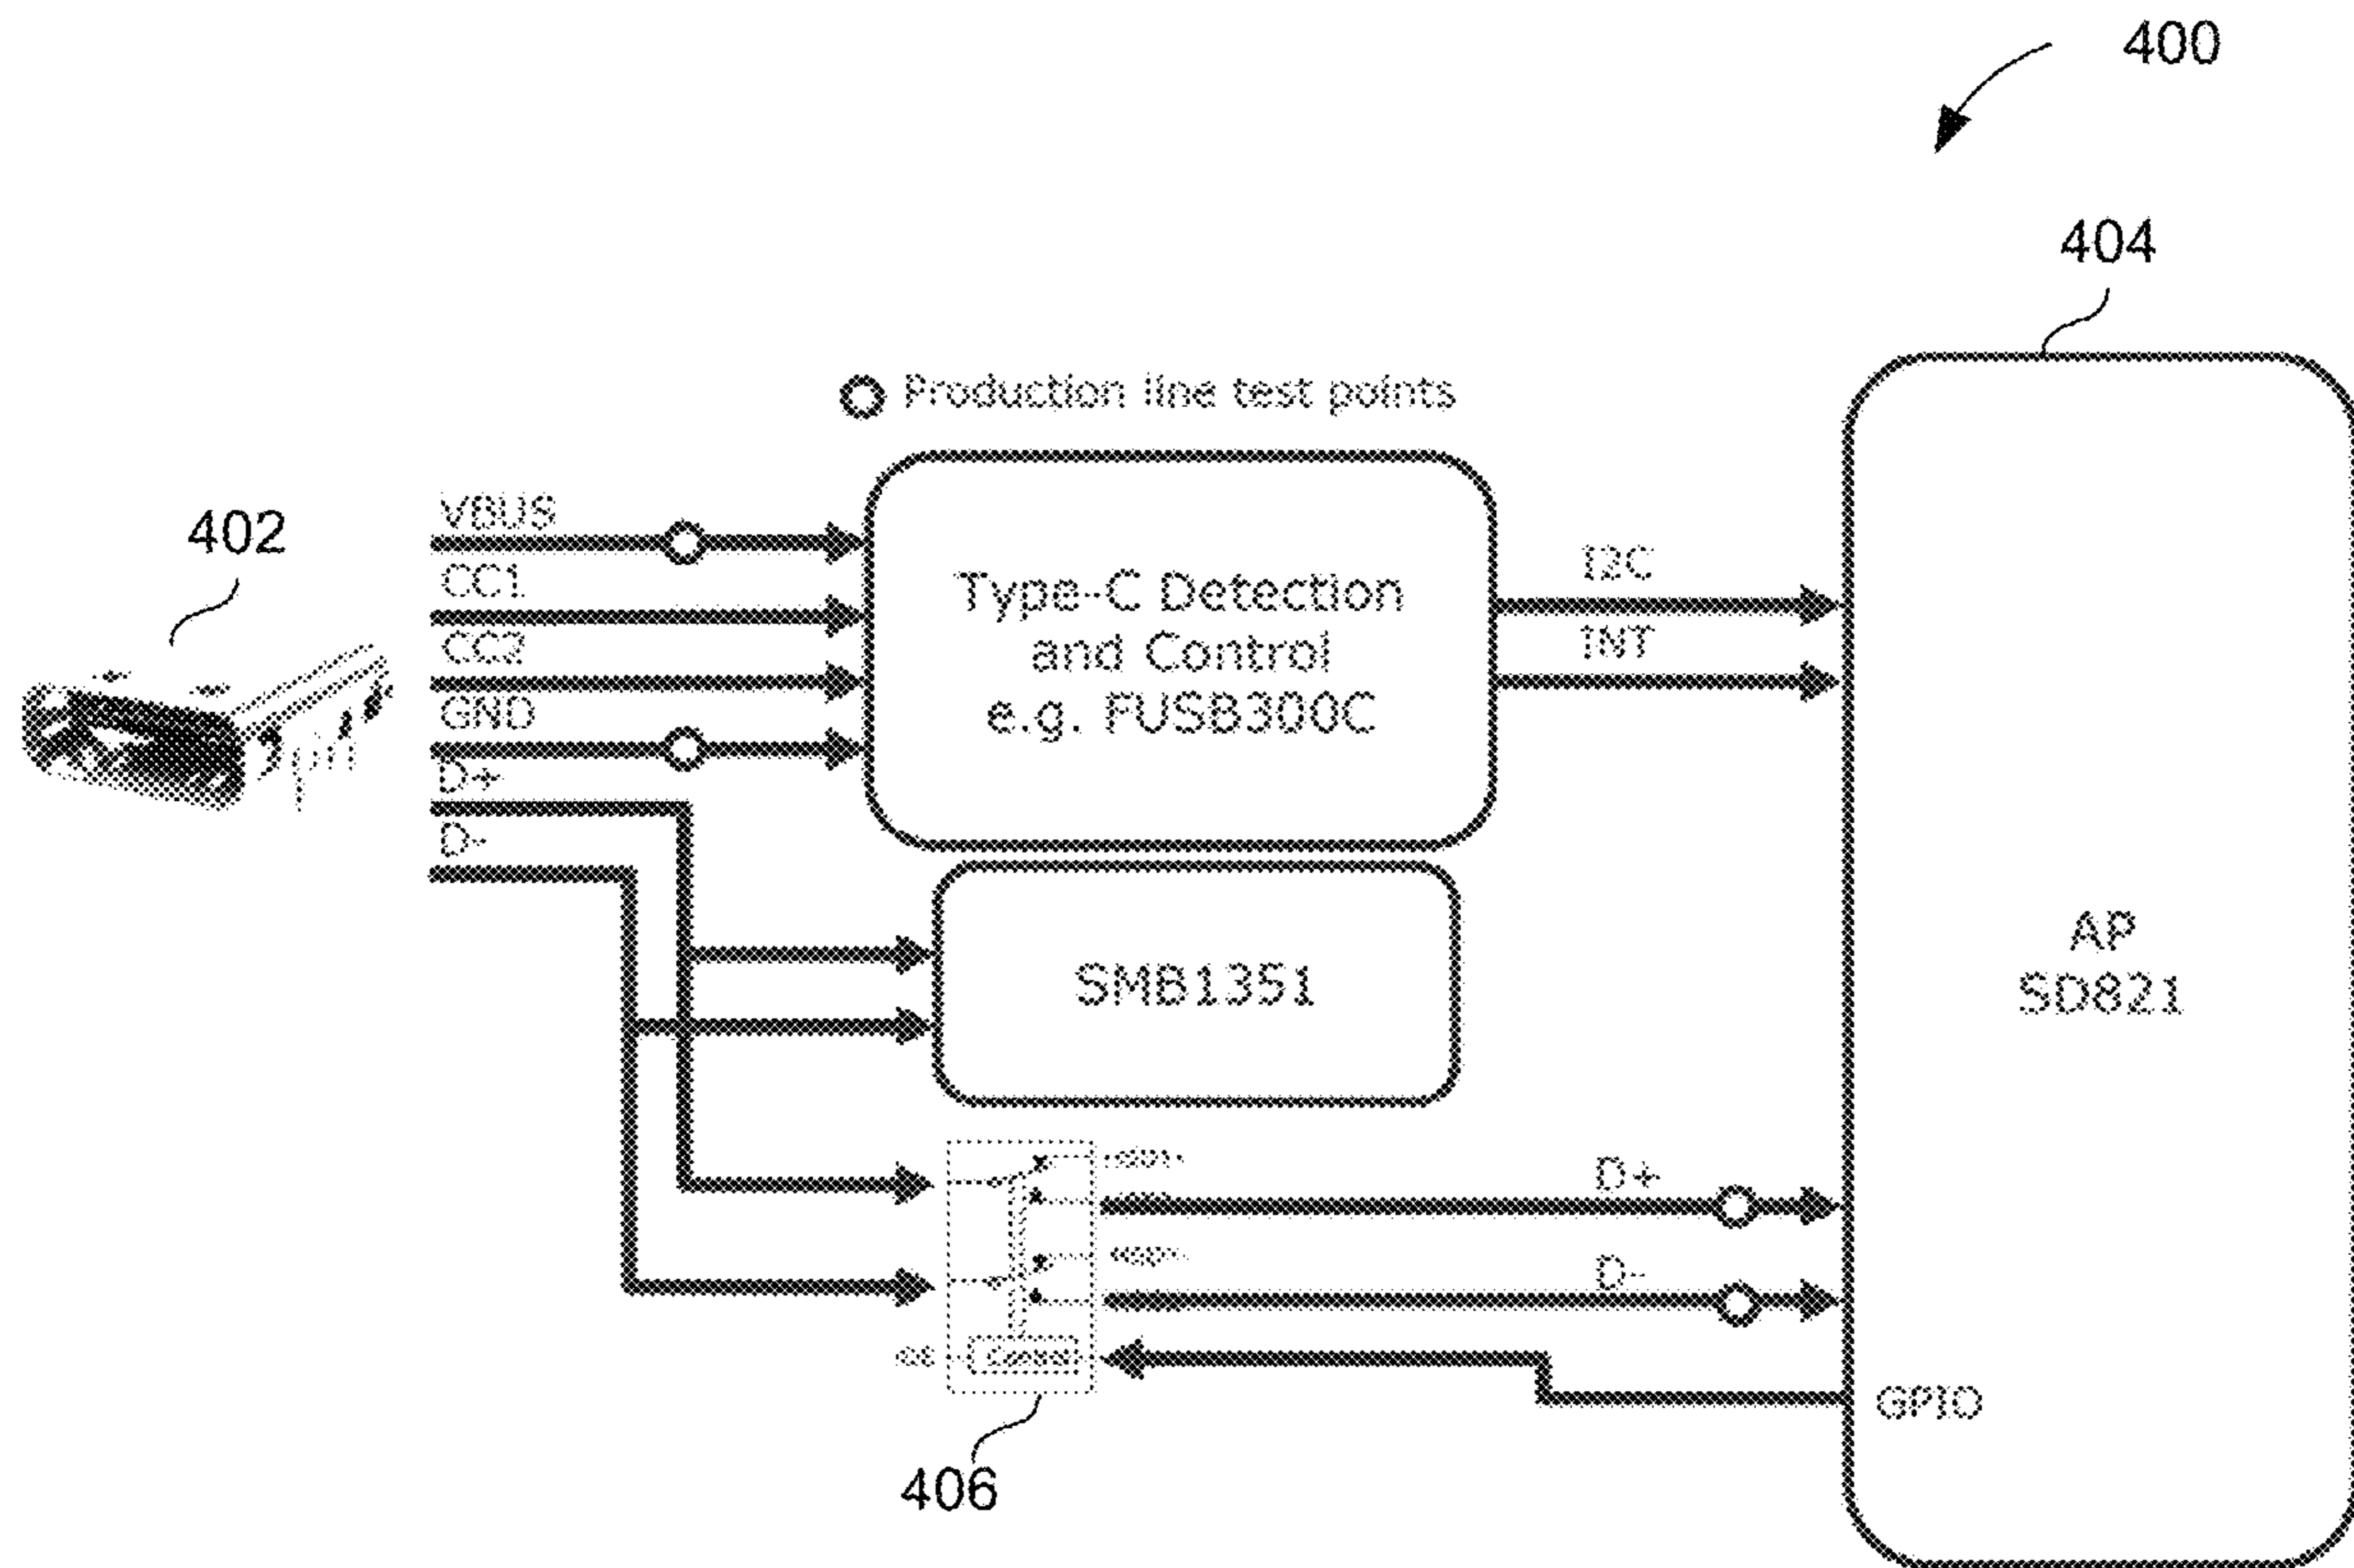 400
404
Production line test points
402
VBUS
CC1
CC2
GND
D+
D-
Type-C Detection
and Control
e.g. FUSB300C
I2C
INT
SMB1351
AP
SD821
D+
D-
GPIO
406